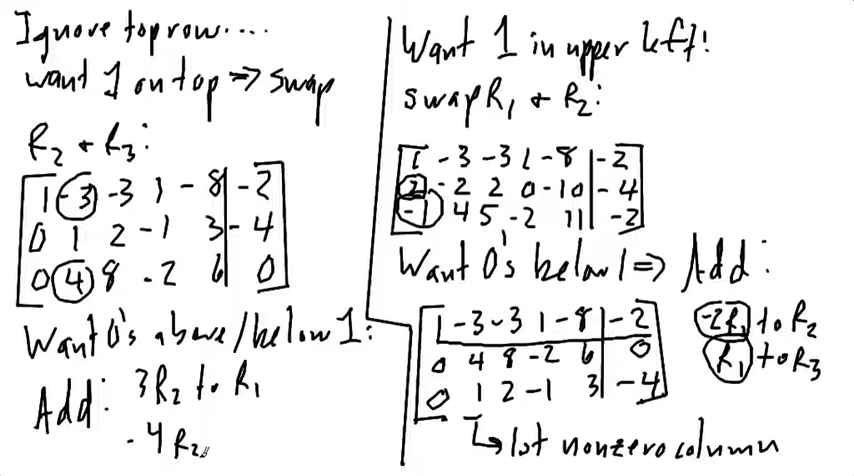 Ignore top row....
want 1 on top => swap
R2 & R3:
1 -3 -3 1 -8 | -2
0 1 2 -1 3 | -4
0 4 8 -2 6 | 0
Want 0's above/below 1:
Add: 3R2 to R1
-4R2
Want 1 in upper left!
swap R1 & R2:
1 -3 -3 1 -8 | -2
2 -2 2 0 -10 | -4
-1 4 5 -2 11 | -2
Want 0's below 1 => Add:
-2R1 to R2
R1 to R3
1 -3 -3 1 -8 | -2
0 4 8 -2 6 | 0
0 1 2 -1 3 | -4
↳ 1st nonzero column